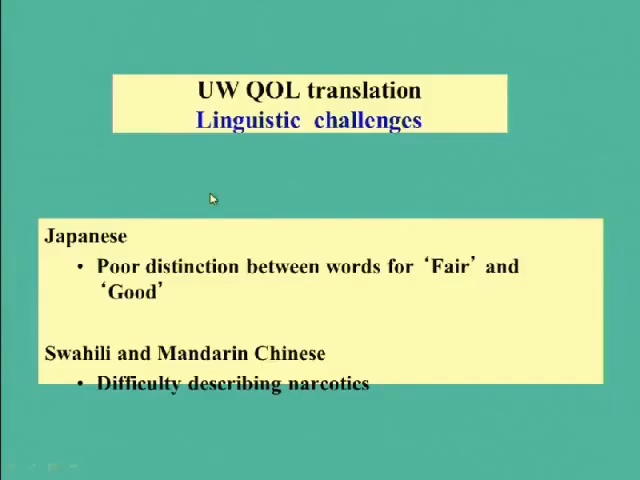 UW QOL translation
Linguistic challenges
Japanese
• Poor distinction between words for ‘Fair’ and
‘Good’
Swahili and Mandarin Chinese
• Difficulty describing narcotics